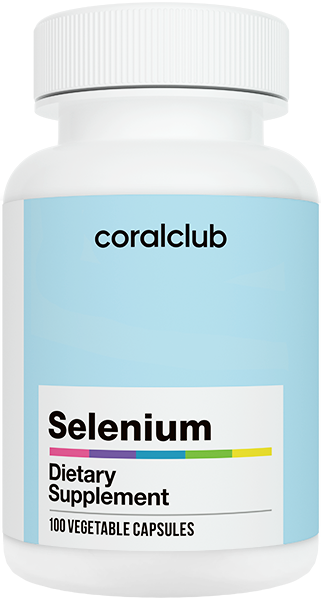 coralclub
Selenium
Dietary
Supplement
100 VEGETABLE CAPSULES